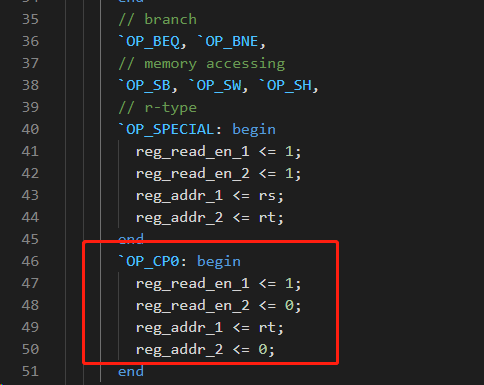 end
35 // branch
36 `OP_BEQ, `OP_BNE,
37 // memory accessing
38 `OP_SB, `OP_SW, `OP_SH,
39 // r-type
40 `OP_SPECIAL: begin
41 reg_read_en_1 <= 1;
42 reg_read_en_2 <= 1;
43 reg_addr_1 <= rs;
44 reg_addr_2 <= rt;
45 end
46 `OP_CP0: begin
47 reg_read_en_1 <= 1;
48 reg_read_en_2 <= 0;
49 reg_addr_1 <= rt;
50 reg_addr_2 <= 0;
51 end